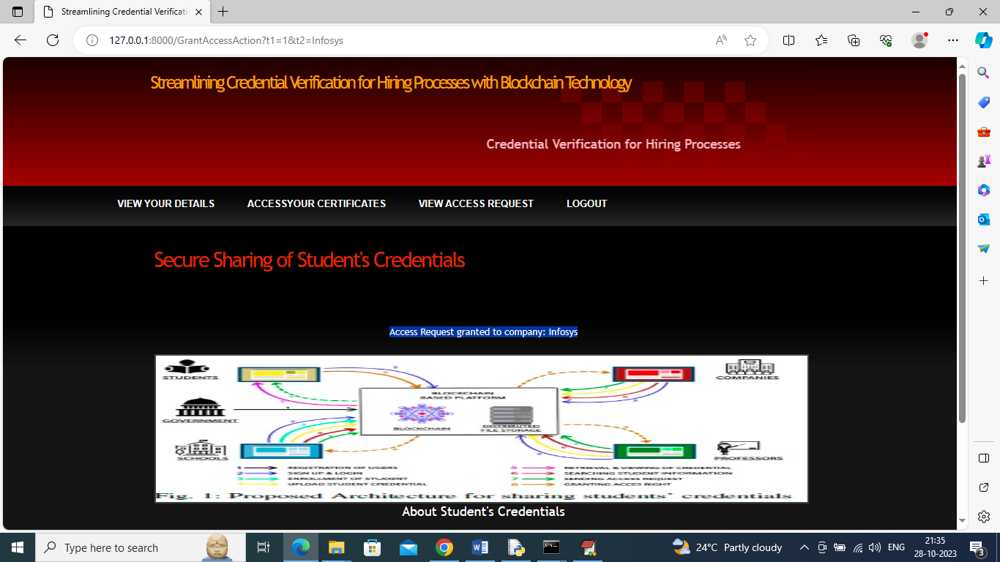 Streamlining Credential Verificati
127.0.0.1:8000/GrantAccessAction?t1=1&t2=Infosys
Streamlining Credential Verification for Hiring Processes with Blockchain Technology
Credential Verification for Hiring Processes
VIEW YOUR DETAILS ACCESSYOUR CERTIFICATES VIEW ACCESS REQUEST LOGOUT
Secure Sharing of Student's Credentials
Access Request granted to company: Infosys
STUDENTS
COMPANIES
BLOCKCHAIN
BASED PLATFORM
GOVERNMENT
BLOCKCHAIN
DISTRIBUTED
FILE STORAGE
SCHOOLS
PROFESSORS
1 REGISTRATION OF USERS
2 SIGN UP & LOGIN
3 ENROLLMENT OF STUDENT
4 UPLOAD STUDENT CREDENTIAL
5 RETRIEVAL & VIEWING OF CREDENTIAL
6 SEARCHING STUDENT INFORMATION
7 SENDING ACCESS REQUEST
8 GRANTING ACCES RIGHT
Fig. 1: Proposed Architecture for sharing students' credentials
About Student's Credentials
Type here to search
24°C Partly cloudy
ENG
21:35
28-10-2023
3